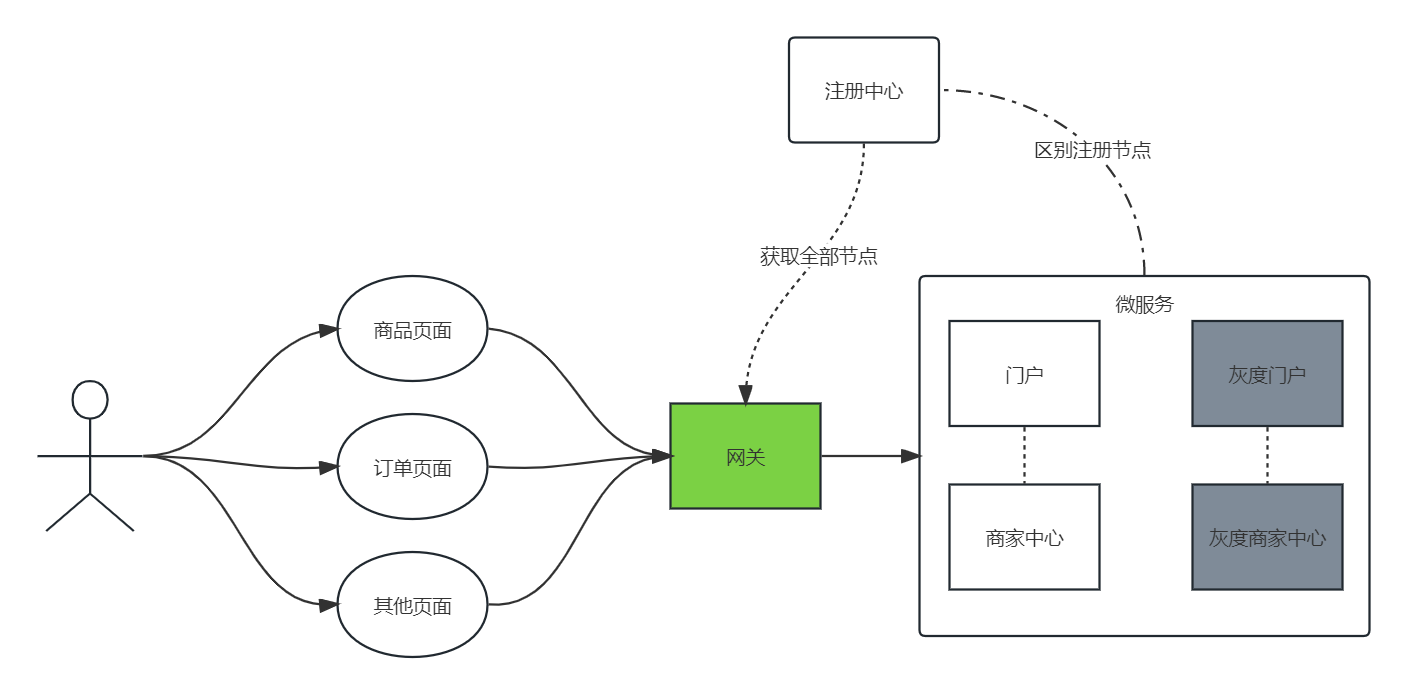 注册中心
区别注册节点
获取全部节点
微服务
商品页面
门户
灰度门户
订单页面
网关
商家中心
灰度商家中心
其他页面